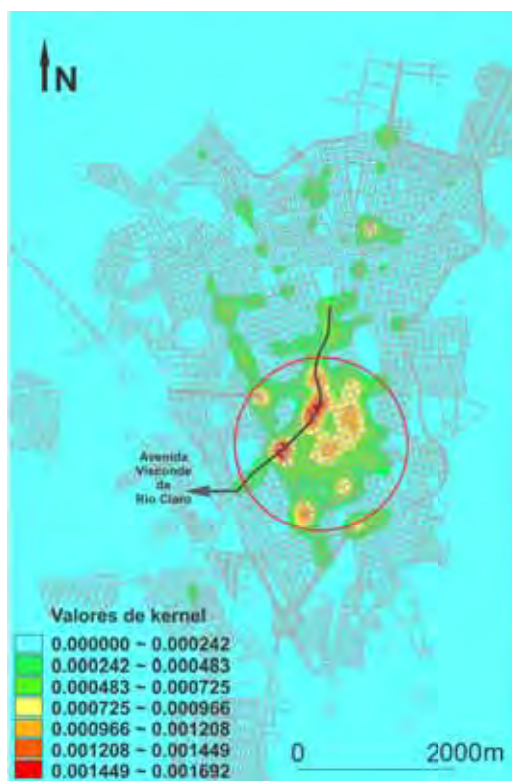 N
Avenida
Visconde
da
Rio Claro
Valores de kernel
0.000000 ~ 0.000242
0.000242 ~ 0.000483
0.000483 ~ 0.000725
0.000725 ~ 0.000966
0.000966 ~ 0.001208
0.001208 ~ 0.001449
0.001449 ~ 0.001692
0 2000m